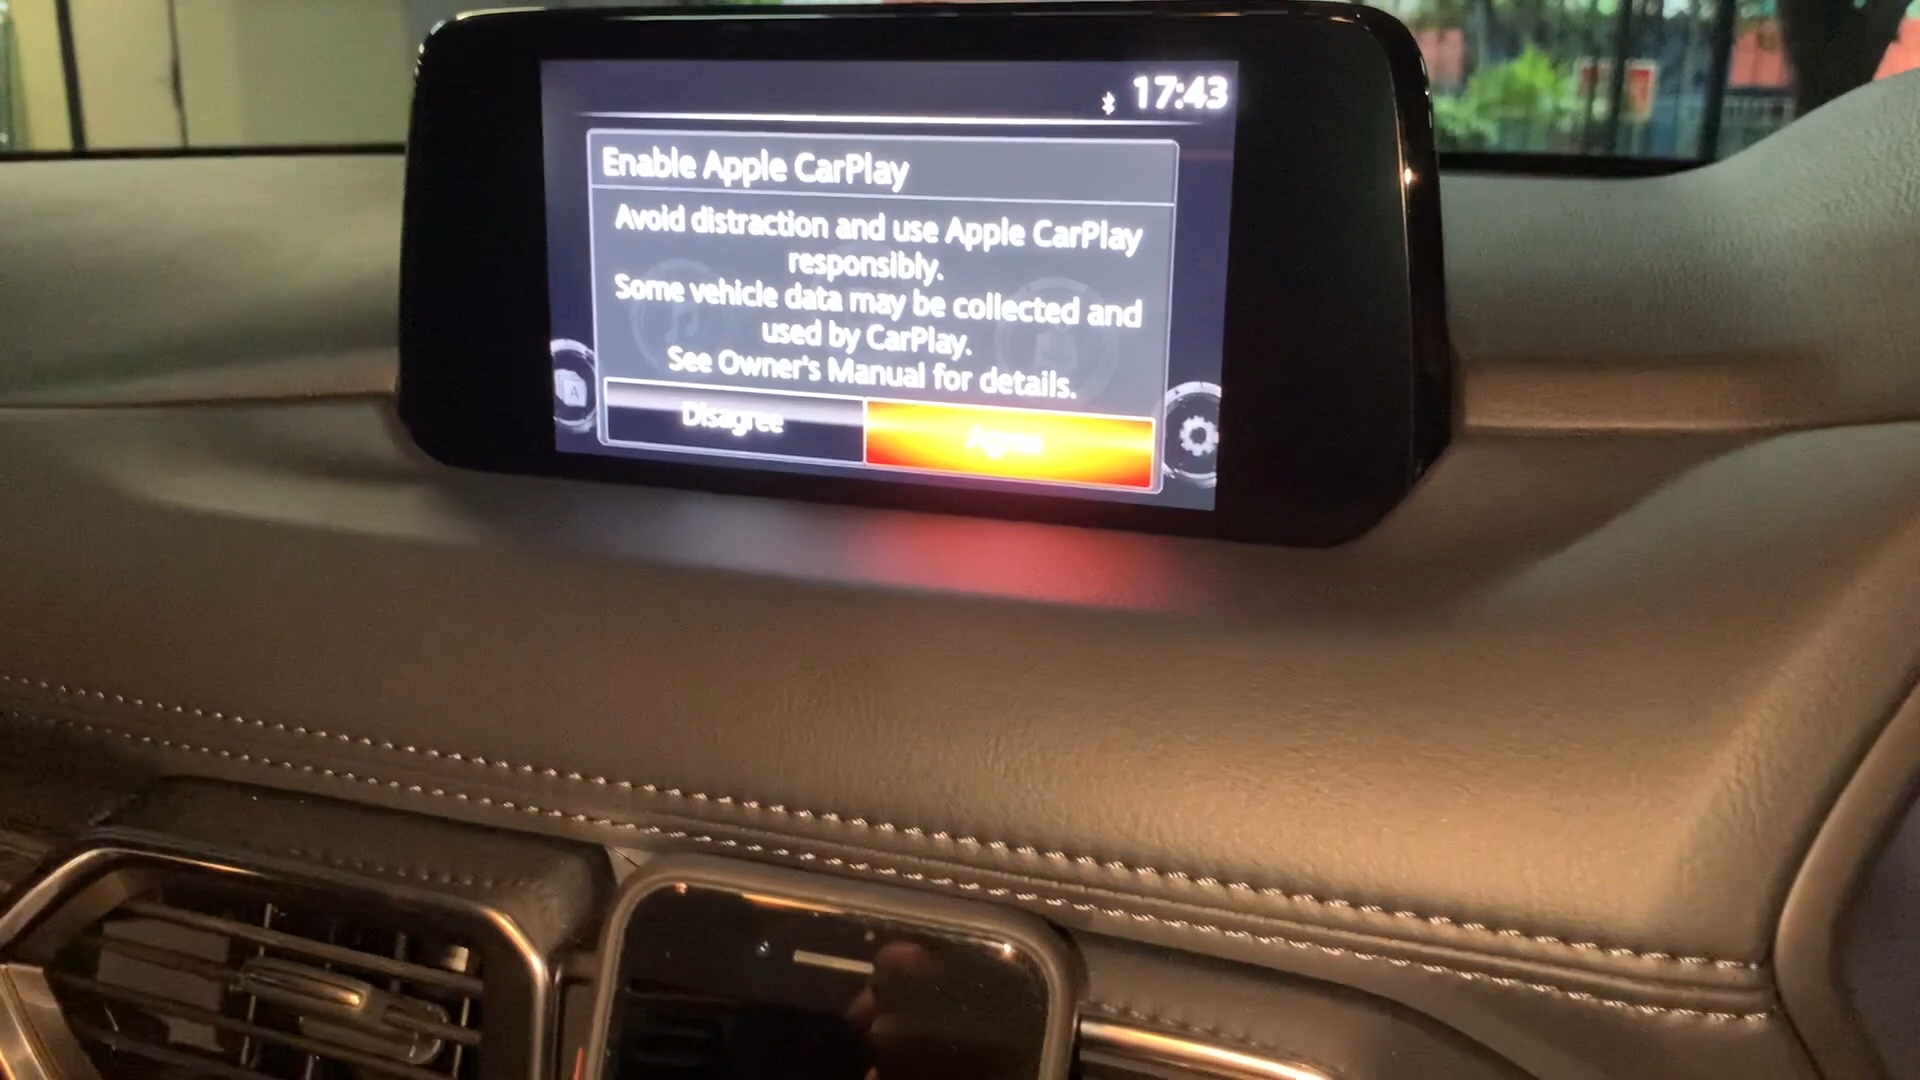 17:43
Enable Apple CarPlay
Avoid distraction and use Apple CarPlay
responsibly.
Some vehicle data may be collected and
used by CarPlay.
See Owner's Manual for details.
Disagree
Agree
A